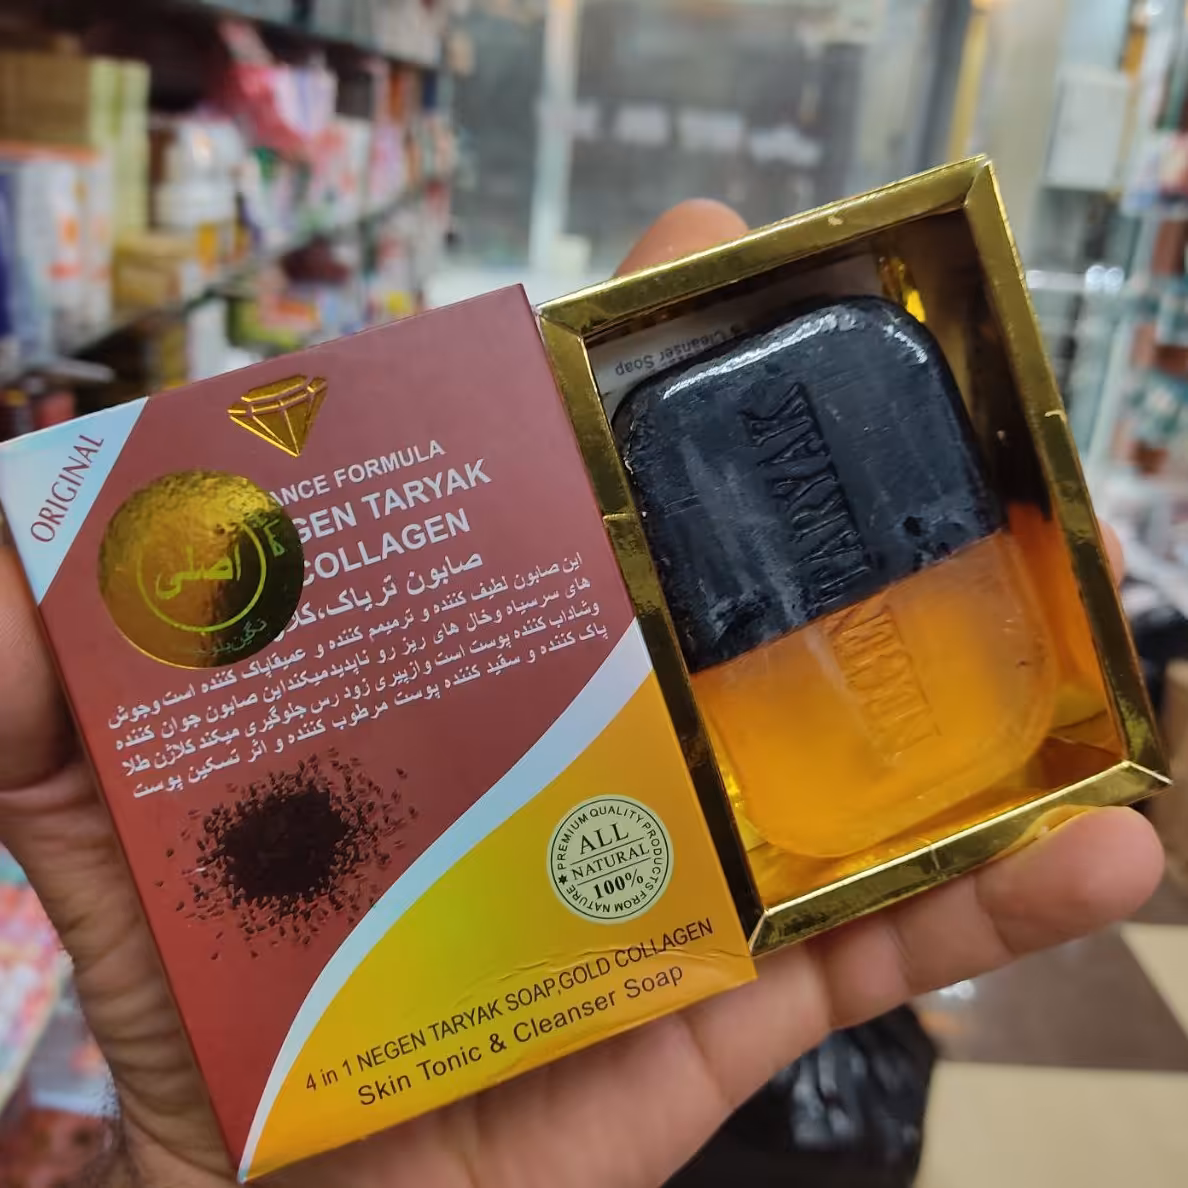 ORIGINAL
ANCE FORMULA
GEN TARYAK
COLLAGEN
صابون تریاک،کلا
این صابون لطیف کننده و ترمیمم کننده و عمیقاپاک کننده است وجوش
های سرسیاه وخال های ریز رو ناپدیدمیکنداین صابون جوان کننده
وشاداب کننده پوست است وازپیری زود رس جلوگیری میکندکلاژن طلا
پاک کننده و سفید کننده پوست مرطوب کننده و اثر تسکین پوست
اصلی
PREMIUM QUALITY PRODUCTS FROM NATURE
ALL
NATURAL
100%
4 in 1 NEGEN TARYAK SOAP,GOLD COLLAGEN
Skin Tonic & Cleanser Soap
& Cleanser Soap
TARYAK
NEGEN